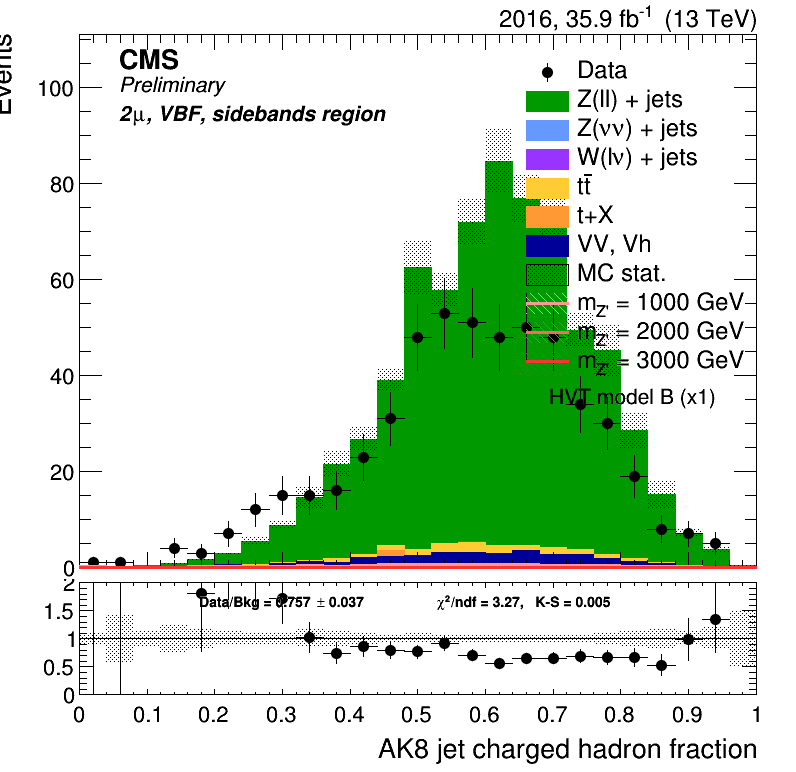 2016, 35.9 fb⁻¹ (13 TeV)
Events
CMS
Preliminary
2μ, VBF, sidebands region
Data
Z(ll) + jets
Z(νν) + jets
W(lν) + jets
tt̄
t+X
VV, Vh
MC stat.
m_Z' = 1000 GeV
m_Z' = 2000 GeV
m_Z' = 3000 GeV
HVT model B (x1)
100
80
60
40
20
0
Data/Bkg = 0.757 ± 0.037
χ²/ndf = 3.27, K-S = 0.005
2
1.5
1
0.5
0
0 0.1 0.2 0.3 0.4 0.5 0.6 0.7 0.8 0.9 1
AK8 jet charged hadron fraction